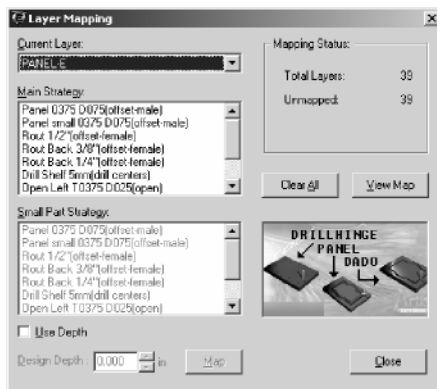 Layer Mapping
Current Layer:
PANEL-E
Main Strategy:
Panel 0375 D075(offset-male)
Panel small 0375 D075(offset-male)
Rout 1/2"(offset-female)
Rout Back 3/8"(offset-female)
Rout Back 1/4"(offset-female)
Drill Shelf 5mm(drill centers)
Open Left T0375 D025(open)
Small Part Strategy:
Panel 0375 D075(offset-male)
Panel small 0375 D075(offset-male)
Rout 1/2"(offset-female)
Rout Back 3/8"(offset-female)
Rout Back 1/4"(offset-female)
Drill Shelf 5mm(drill centers)
Open Left T0375 D025(open)
Use Depth
Design Depth: 0.000 in Map
Mapping Status:
Total Layers: 39
Unmapped: 39
Clear All View Map
DRILLHINGE
PANEL
DADO
Close